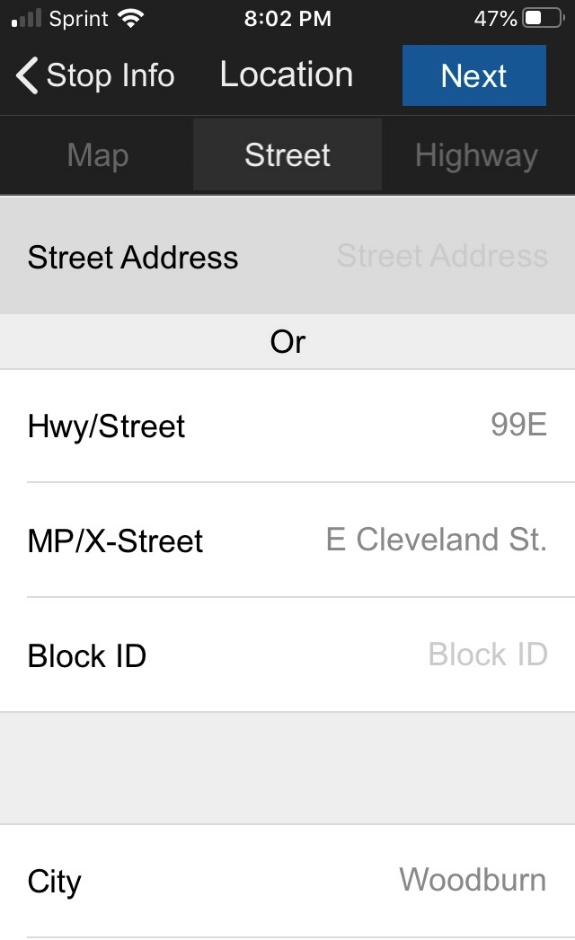 Sprint 8:02 PM 47%
Stop Info Location Next
Map Street Highway
Street Address Street Address
Or
Hwy/Street 99E
MP/X-Street E Cleveland St.
Block ID Block ID
City Woodburn